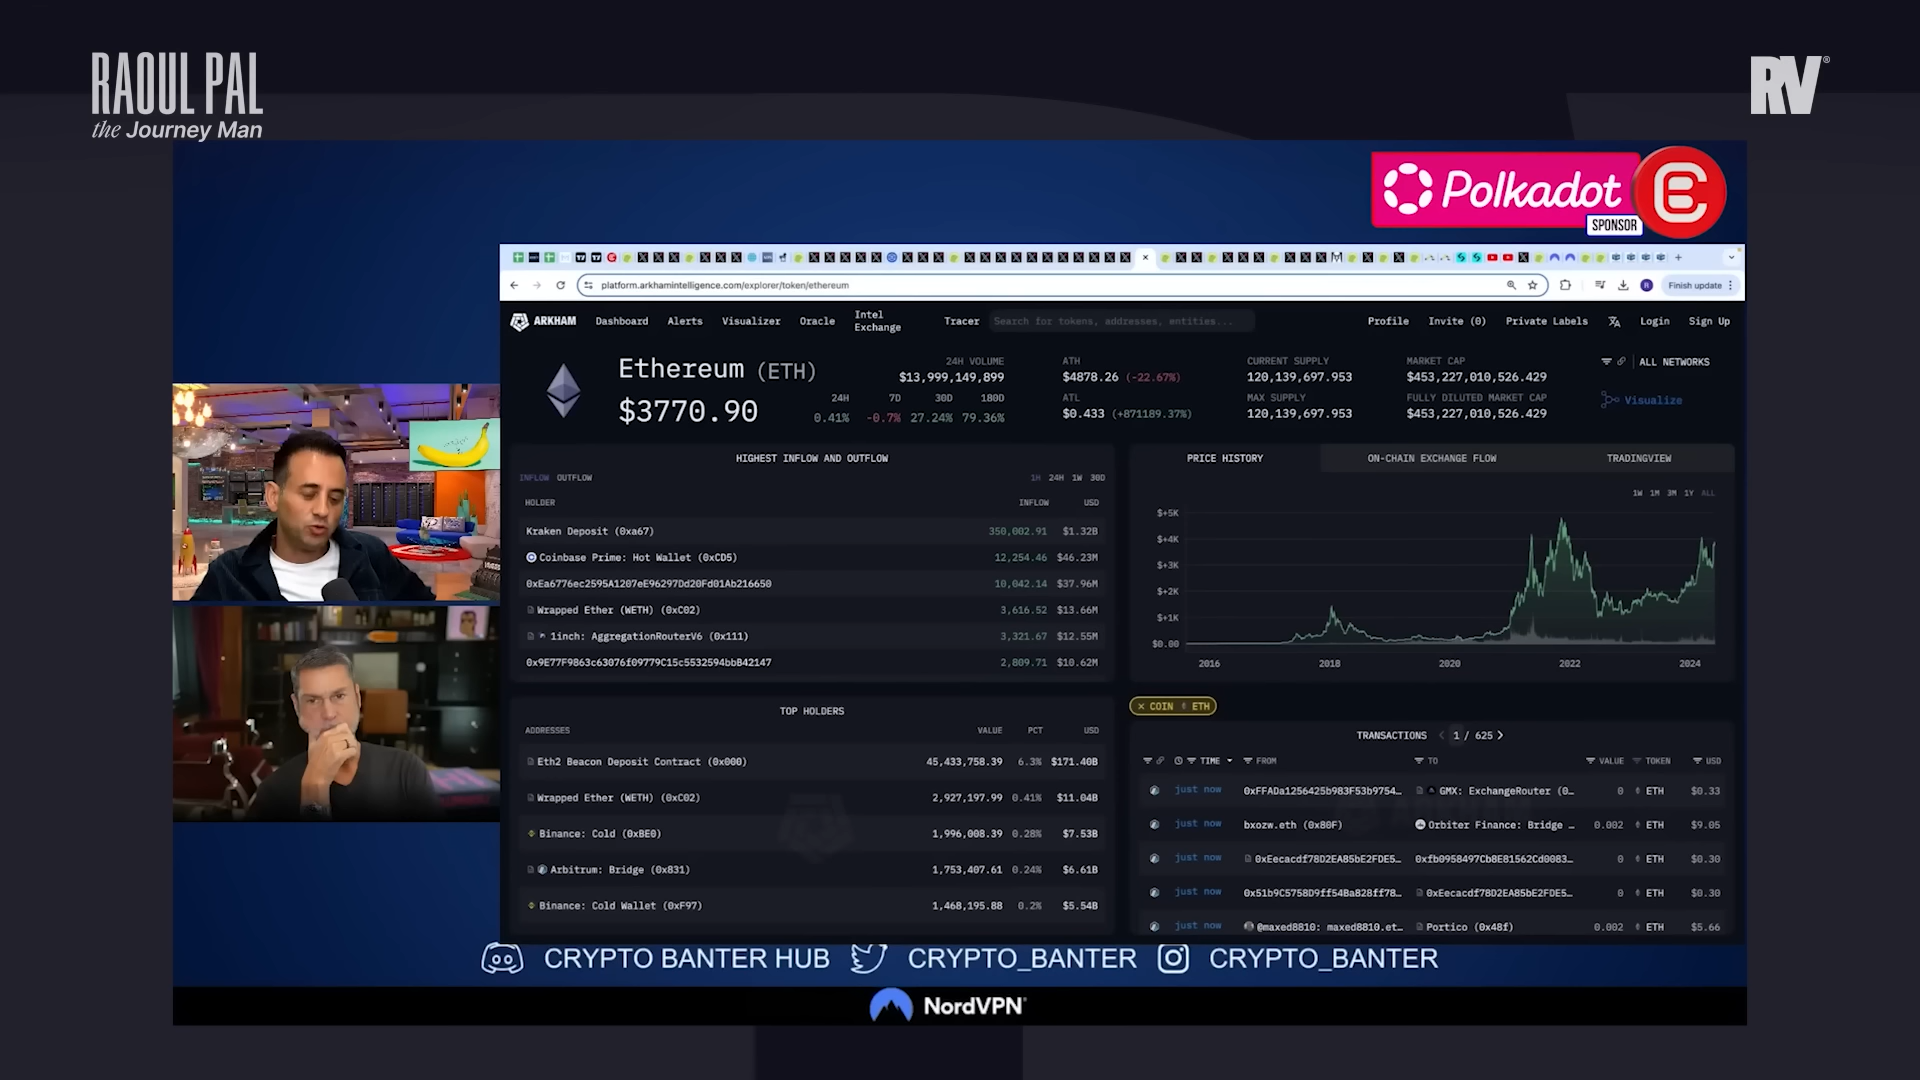 RAOUL PAL
the Journey Man
RV®
Polkadot
SPONSOR
platform.arkhamintelligence.com/explorer/token/ethereum
Finish update
ARKHAM
Dashboard
Alerts
Visualizer
Oracle
Intel Exchange
Tracer
Search for tokens, addresses, entities...
Profile
Invite (0)
Private Labels
Login
Sign Up
Ethereum (ETH)
$3770.90
24H VOLUME
$13,999,149,899
24H 7D 30D 180D
0.41% -0.7% 27.24% 79.36%
ATH
$4878.26 (-22.67%)
ATL
$0.433 (+871189.37%)
CURRENT SUPPLY
120,139,697.953
MAX SUPPLY
120,139,697.953
MARKET CAP
$453,227,010,526.429
FULLY DILUTED MARKET CAP
$453,227,010,526.429
ALL NETWORKS
Visualize
HIGHEST INFLOW AND OUTFLOW
INFLOW OUTFLOW
1H 24H 1W 30D
HOLDER INFLOW USD
Kraken Deposit (0xa67) 350,002.91 $1.32B
Coinbase Prime: Hot Wallet (0xCD5) 12,254.46 $46.23M
0xEa6776ec2595A1207eE96297Dd20Fd01Ab216650 10,042.14 $37.96M
Wrapped Ether (WETH) (0xC02) 3,616.52 $13.66M
1inch: AggregationRouterV6 (0x111) 3,321.67 $12.55M
0x9E77F9863c63076f09779C15c5532594bbB42147 2,809.71 $10.62M
PRICE HISTORY
ON-CHAIN EXCHANGE FLOW
TRADINGVIEW
1W 1M 3M 1Y ALL
$+5K
$+4K
$+3K
$+2K
$+1K
$0.00
2016 2018 2020 2022 2024
TOP HOLDERS
ADDRESSES VALUE PCT USD
Eth2 Beacon Deposit Contract (0x000) 45,433,758.39 6.3% $171.40B
Wrapped Ether (WETH) (0xC02) 2,927,197.99 0.41% $11.04B
Binance: Cold (0xBE0) 1,996,008.39 0.28% $7.53B
Arbitrum: Bridge (0x831) 1,753,407.61 0.24% $6.61B
Binance: Cold Wallet (0xF97) 1,468,195.88 0.2% $5.54B
× COIN ETH
TRANSACTIONS 1 / 625
TIME FROM TO VALUE TOKEN USD
just now 0xFFADa1256425b983F53b9754… GMX: ExchangeRouter (0… 0 ETH $0.33
just now bxozw.eth (0x80F) Orbiter Finance: Bridge … 0.002 ETH $9.05
just now 0xEecacdf78D2EA85bE2FDE5… 0xfb0958497Cb8E81562Cd0083… 0 ETH $0.30
just now 0x51b9C5758D9ff54Ba828ff78… 0xEecacdf78D2EA85bE2FDE5… 0 ETH $0.30
just now @maxed8810: maxed8810.et… Portico (0x48f) 0.002 ETH $5.66
CRYPTO BANTER HUB
CRYPTO_BANTER
CRYPTO_BANTER
NordVPN®